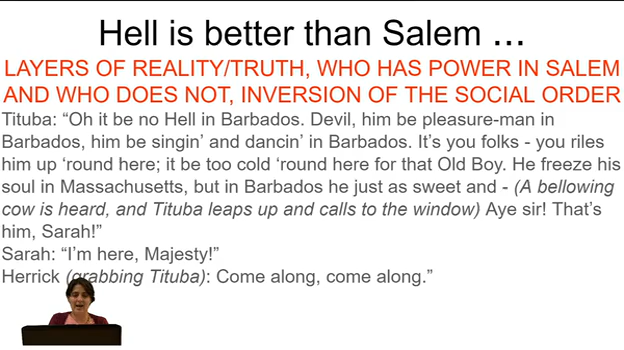 Hell is better than Salem ...
LAYERS OF REALITY/TRUTH, WHO HAS POWER IN SALEM
AND WHO DOES NOT, INVERSION OF THE SOCIAL ORDER
Tituba: “Oh it be no Hell in Barbados. Devil, him be pleasure-man in
Barbados, him be singin’ and dancin’ in Barbados. It’s you folks - you riles
him up ‘round here; it be too cold ‘round here for that Old Boy. He freeze his
soul in Massachusetts, but in Barbados he just as sweet and - (A bellowing
cow is heard, and Tituba leaps up and calls to the window) Aye sir! That’s
him, Sarah!”
Sarah: “I’m here, Majesty!”
Herrick (grabbing Tituba): Come along, come along.”